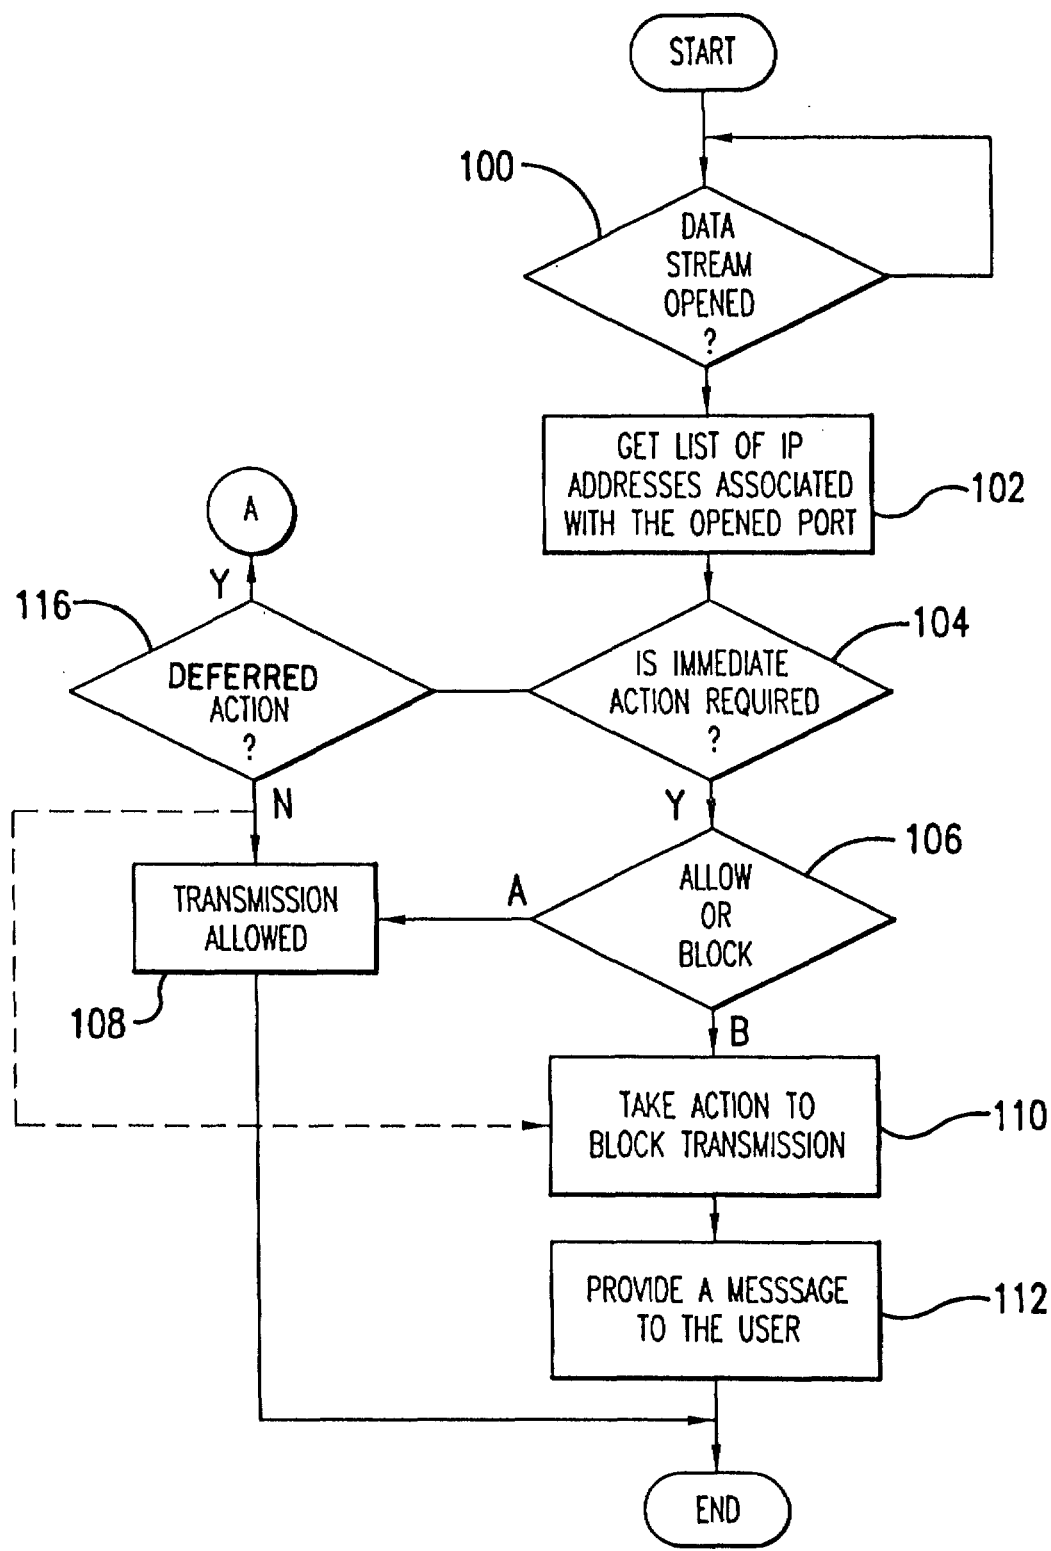 START
100
DATA
STREAM
OPENED
?
GET LIST OF IP
ADDRESSES ASSOCIATED
WITH THE OPENED PORT
102
A
Y
116
DEFERRED
ACTION
?
104
IS IMMEDIATE
ACTION REQUIRED
?
N
Y
106
ALLOW
OR
BLOCK
A
TRANSMISSION
ALLOWED
108
B
TAKE ACTION TO
BLOCK TRANSMISSION
110
PROVIDE A MESSSAGE
TO THE USER
112
END